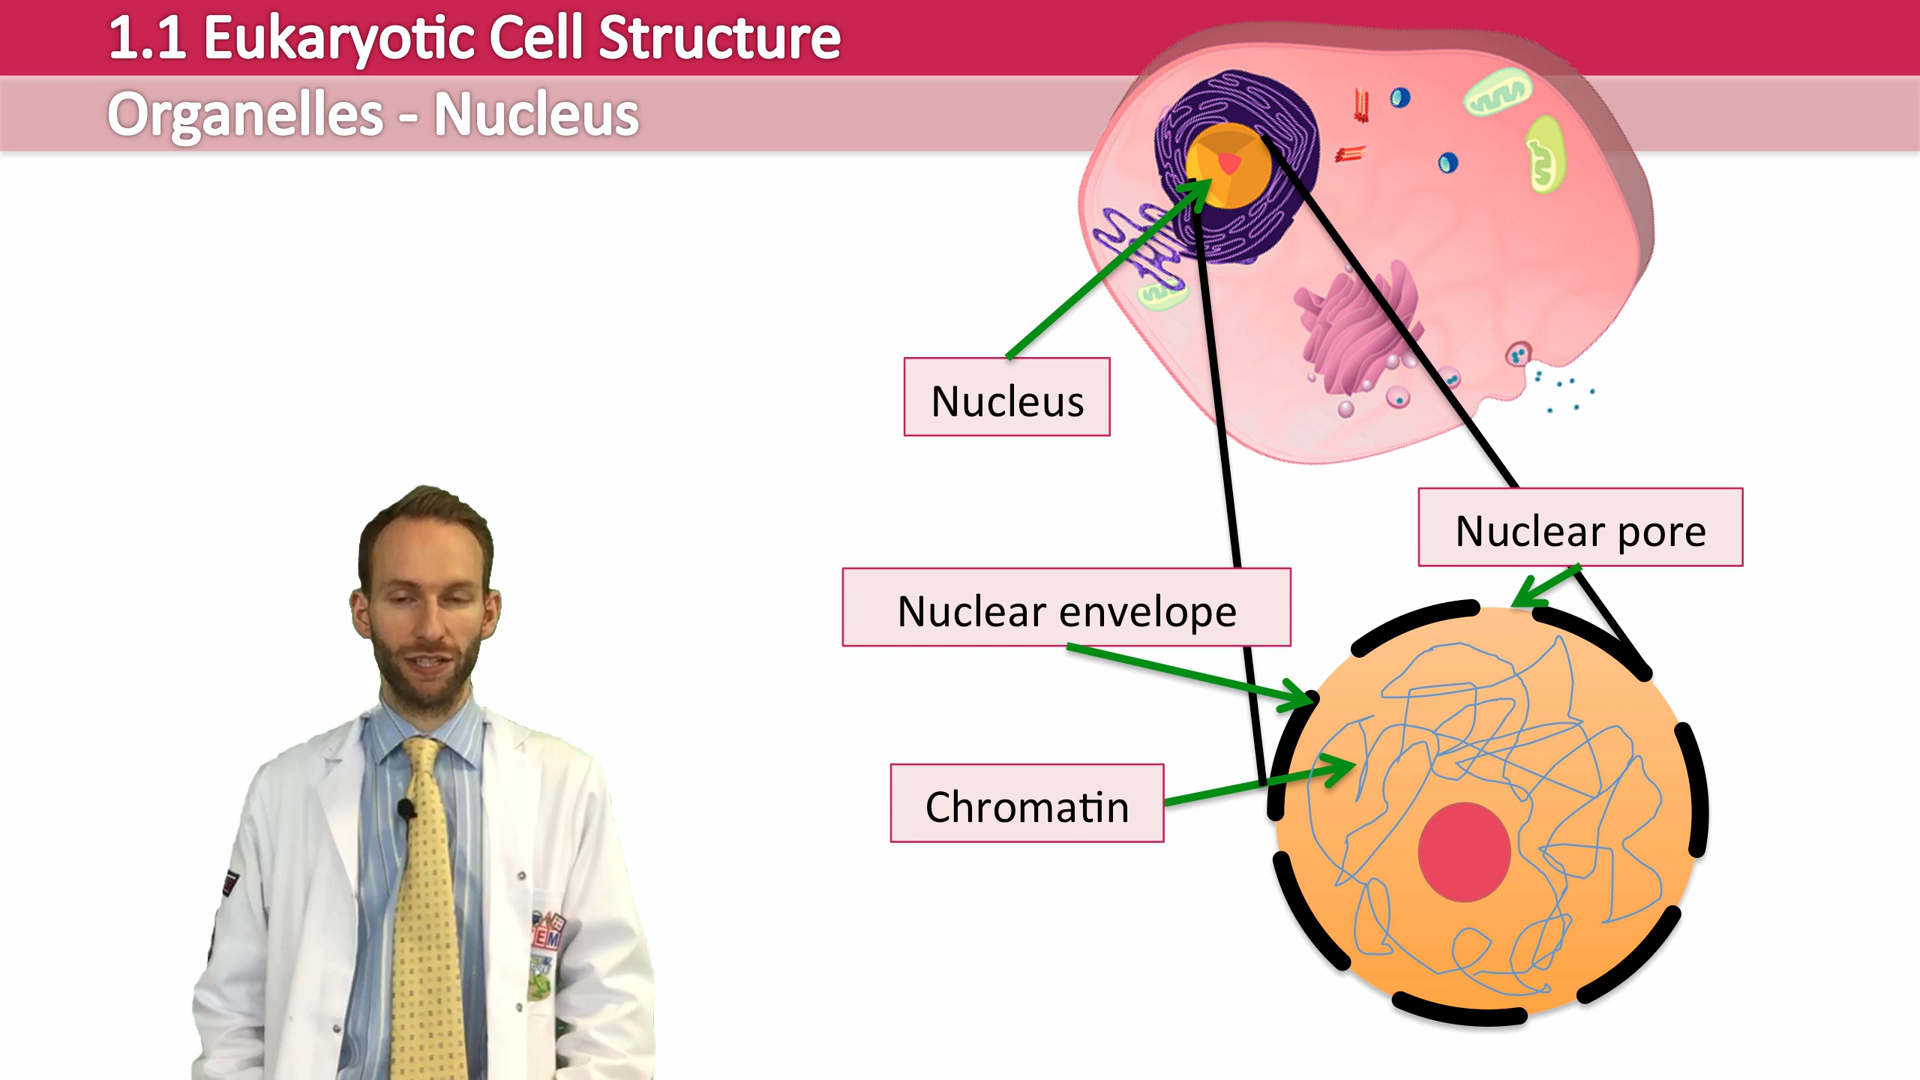 1.1 Eukaryotic Cell Structure
Organelles - Nucleus
Nucleus
Nuclear pore
Nuclear envelope
Chromatin